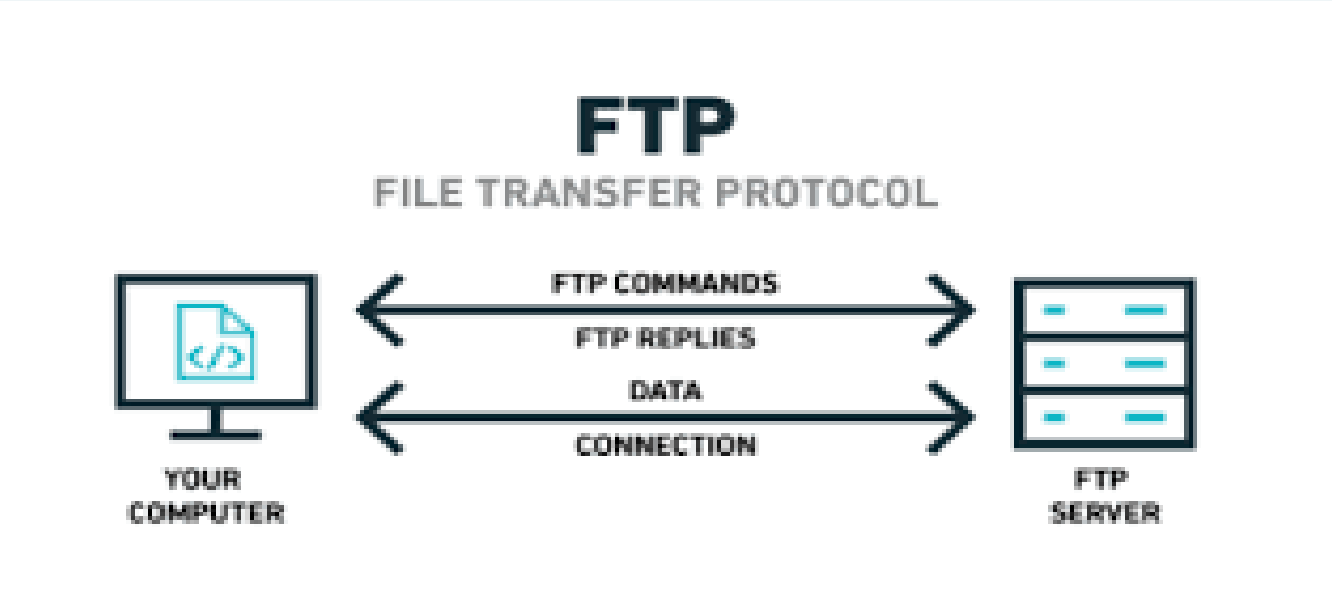 FTP
FILE TRANSFER PROTOCOL
FTP COMMANDS
FTP REPLIES
DATA
CONNECTION
</>
YOUR
COMPUTER
FTP
SERVER